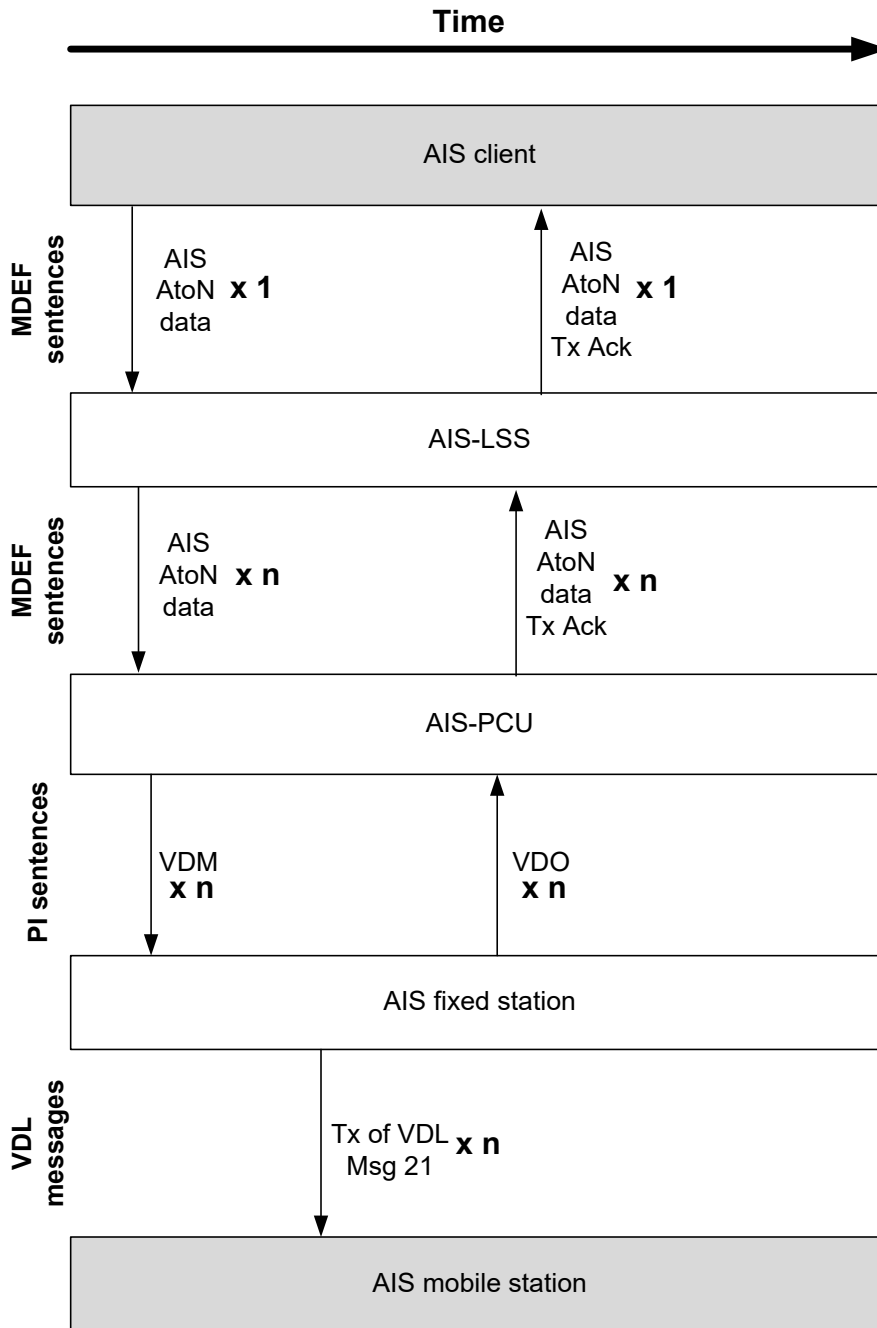 Time
AIS client
MDEF
sentences
AIS
AtoN x 1
data
AIS
AtoN x 1
data
Tx Ack
AIS-LSS
MDEF
sentences
AIS
AtoN x n
data
AIS
AtoN x n
data
Tx Ack
AIS-PCU
PI sentences
VDM
x n
VDO
x n
AIS fixed station
VDL
messages
Tx of VDL x n
Msg 21
AIS mobile station